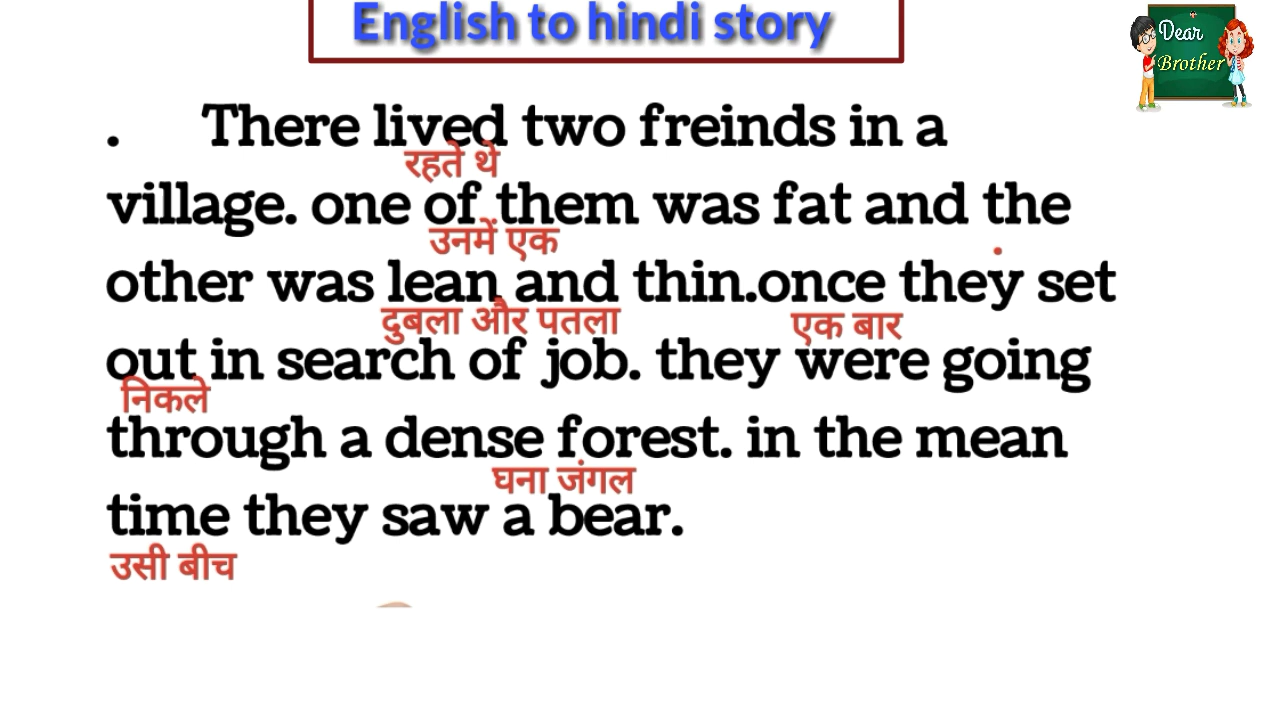 English to hindi story
Dear
Brother
. There lived two freinds in a
रहते थे
village. one of them was fat and the
उनमें एक
other was lean and thin.once they set
दुबला और पतला एक बार
out in search of job. they were going
निकले
through a dense forest. in the mean
घना जंगल
time they saw a bear.
उसी बीच